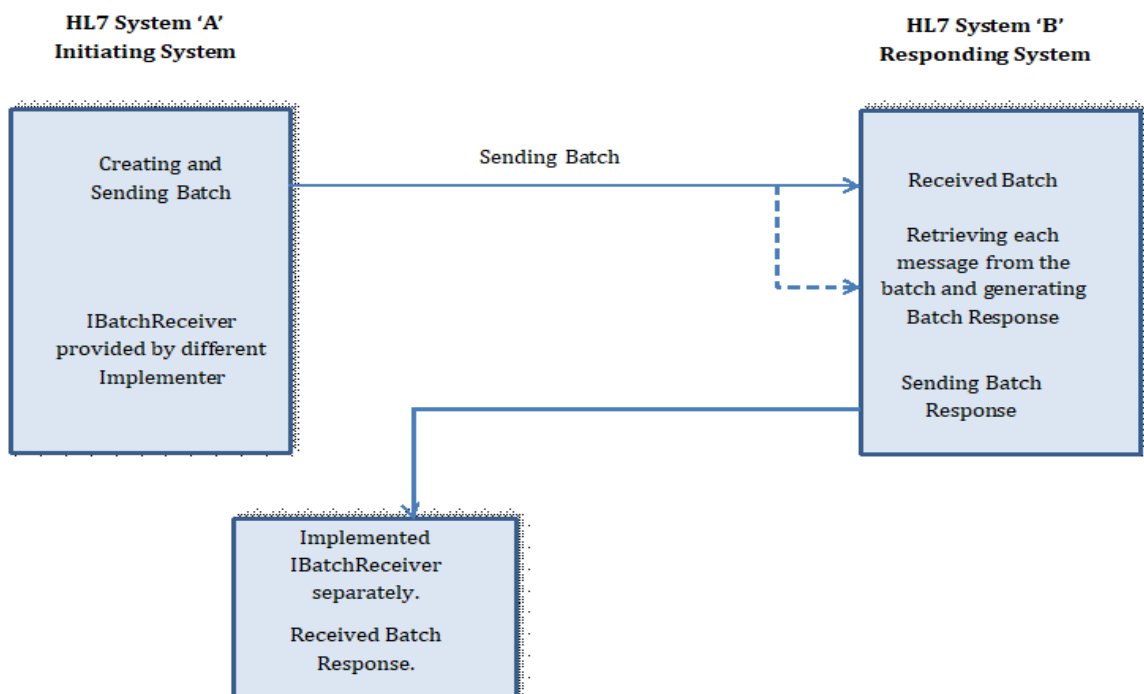 HL7 System ‘A’
Initiating System
HL7 System ‘B’
Responding System
Creating and
Sending Batch
IBatchReceiver
provided by different
Implementer
Sending Batch
Received Batch
Retrieving each
message from the
batch and generating
Batch Response
Sending Batch
Response
Implemented
IBatchReceiver
separately.
Received Batch
Response.